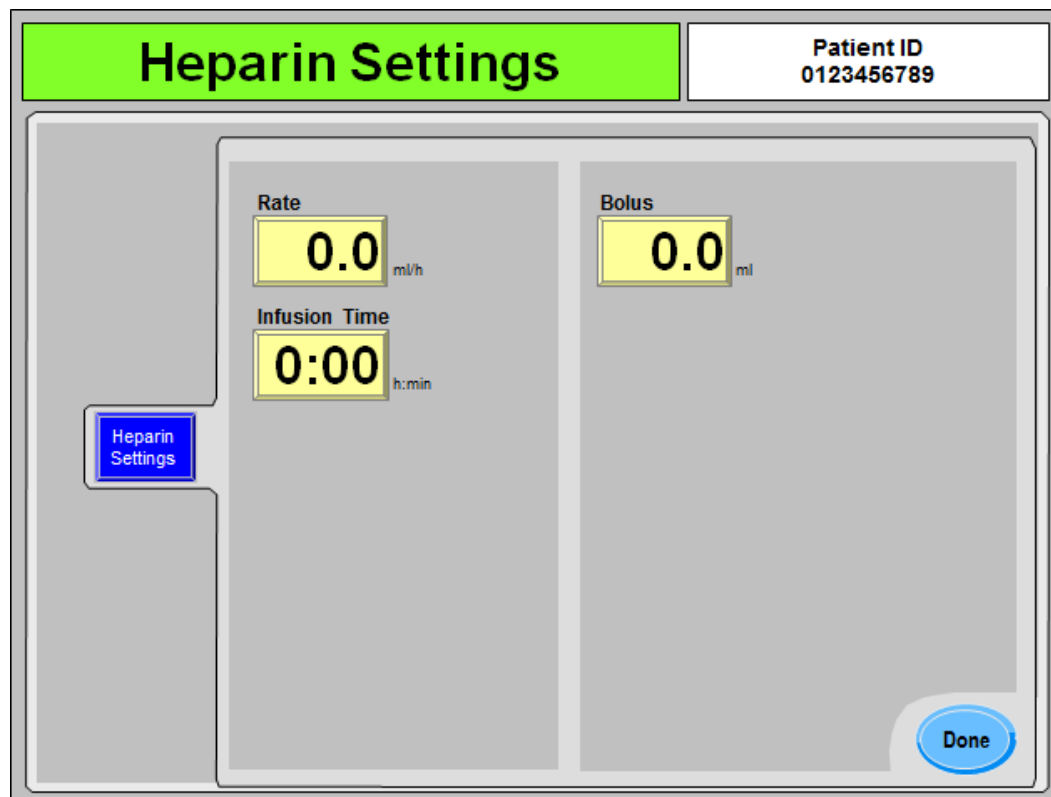 Heparin Settings
Patient ID
0123456789
Rate
0.0 ml/h
Infusion Time
0:00 h:min
Bolus
0.0 ml
Heparin
Settings
Done